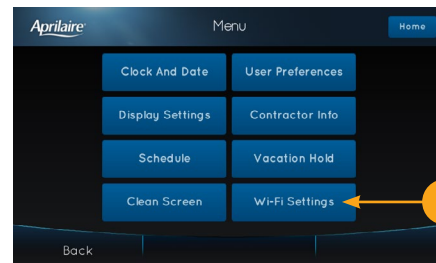 Aprilaire
Menu
Home
Clock And Date
User Preferences
Display Settings
Contractor Info
Schedule
Vacation Hold
Clean Screen
Wi-Fi Settings
Back